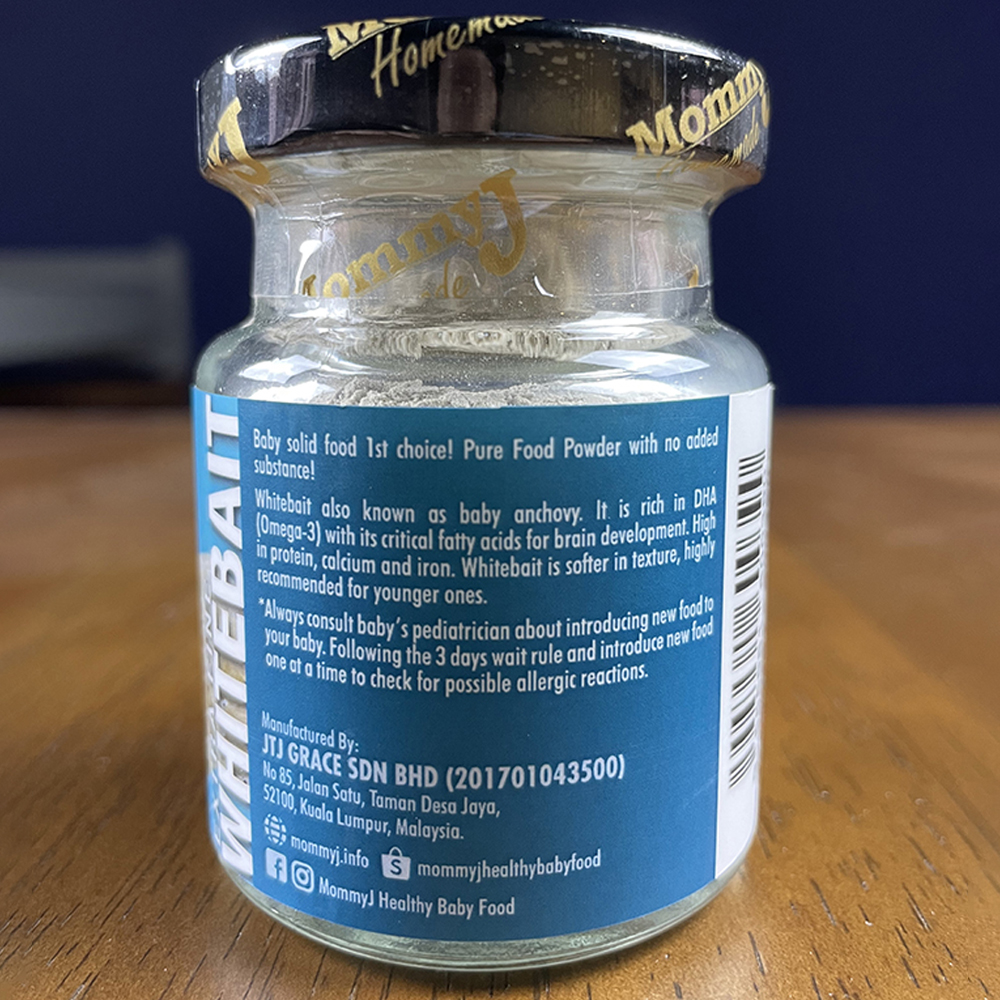 Homemade
MommyJ
MommyJ
WHITEBAIT
Baby solid food 1st choice! Pure Food Powder with no added
substance!
Whitebait also known as baby anchovy. It is rich in DHA
(Omega-3) with its critical fatty acids for brain development. High
in protein, calcium and iron. Whitebait is softer in texture, highly
recommended for younger ones.
*Always consult baby's pediatrician about introducing new food to
your baby. Following the 3 days wait rule and introduce new food
one at a time to check for possible allergic reactions.
Manufactured By:
JTJ GRACE SDN BHD (201701043500)
No 85, Jalan Satu, Taman Desa Jaya,
52100, Kuala Lumpur, Malaysia.
mommyj.info
mommyjhealthybabyfood
MommyJ Healthy Baby Food